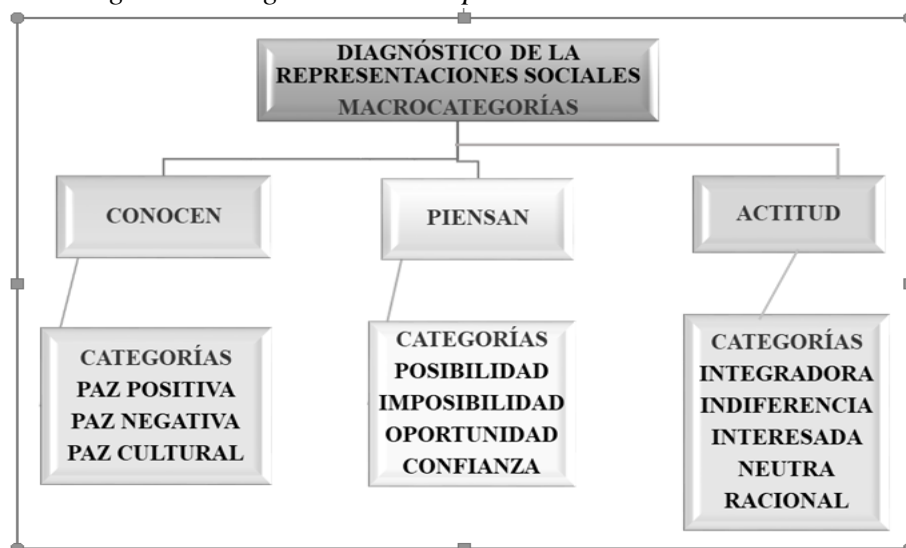 DIAGNÓSTICO DE LA
REPRESENTACIONES SOCIALES
MACROCATEGORÍAS
CONOCEN
PIENSAN
ACTITUD
CATEGORÍAS
PAZ POSITIVA
PAZ NEGATIVA
PAZ CULTURAL
CATEGORÍAS
POSIBILIDAD
IMPOSIBILIDAD
OPORTUNIDAD
CONFIANZA
CATEGORÍAS
INTEGRADORA
INDIFERENCIA
INTERESADA
NEUTRA
RACIONAL